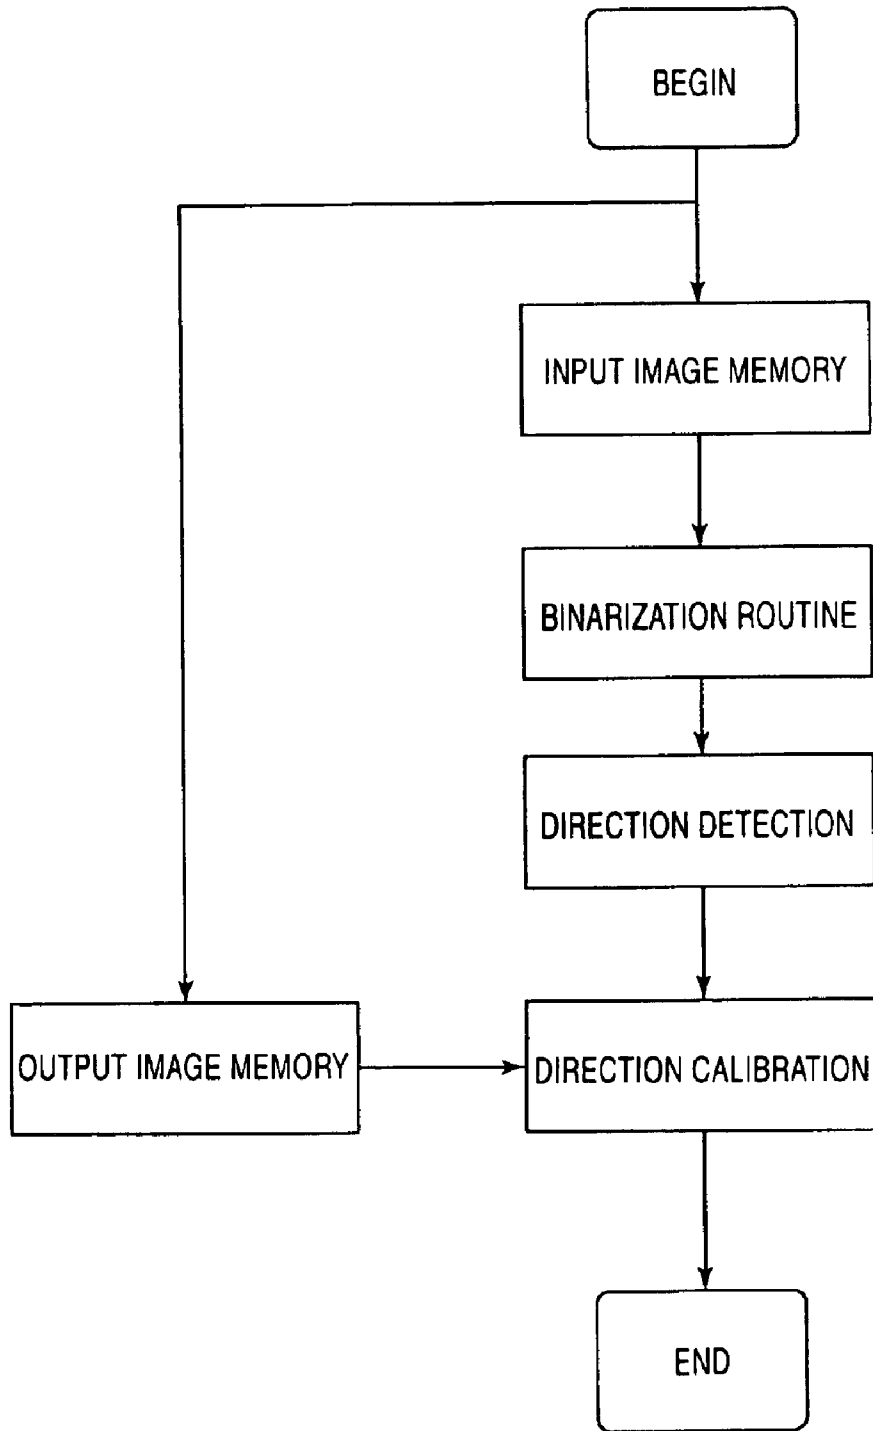 BEGIN
INPUT IMAGE MEMORY
BINARIZATION ROUTINE
DIRECTION DETECTION
OUTPUT IMAGE MEMORY
DIRECTION CALIBRATION
END